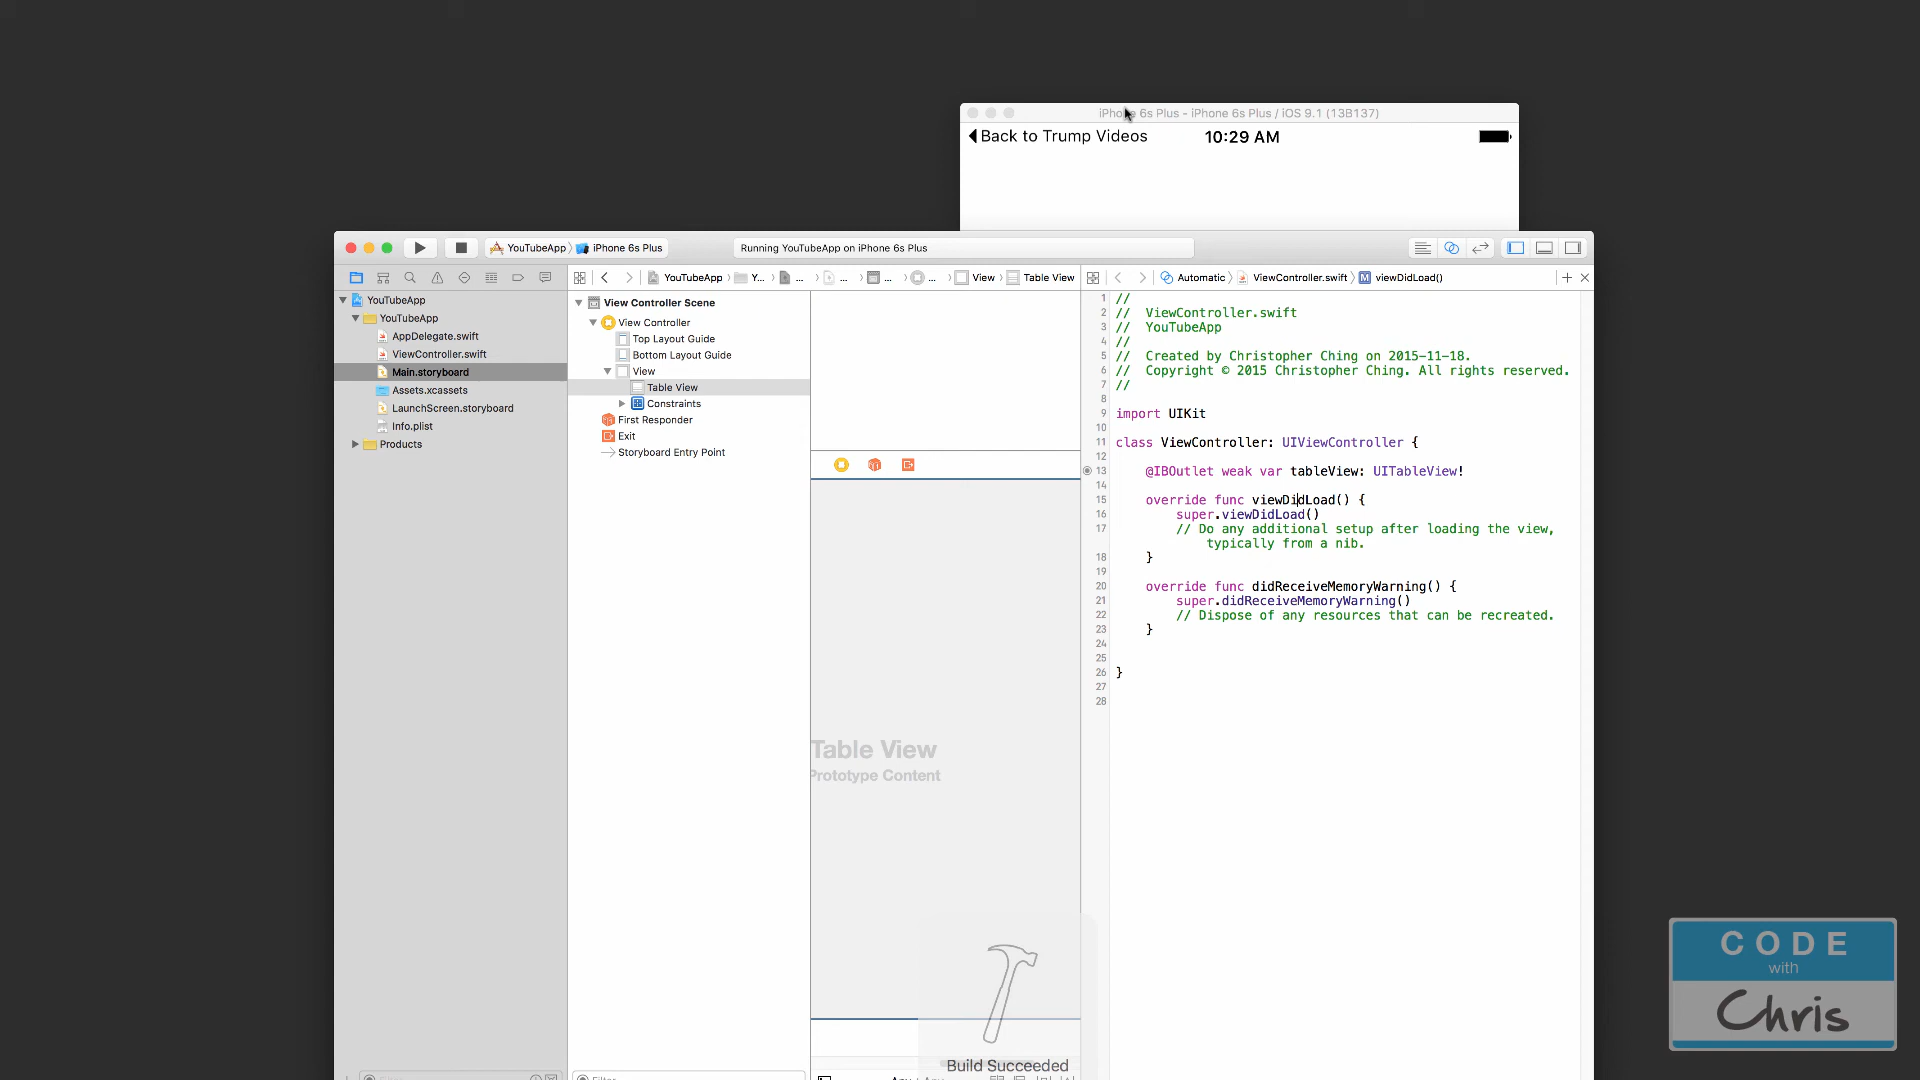 iPhone 6s Plus - iPhone 6s Plus / iOS 9.1 (13B137)
Back to Trump Videos
10:29 AM
YouTubeApp
iPhone 6s Plus
Running YouTubeApp on iPhone 6s Plus
YouTubeApp
Y...
...
...
...
...
View
Table View
Automatic
ViewController.swift
M
viewDidLoad()
YouTubeApp
YouTubeApp
AppDelegate.swift
ViewController.swift
Main.storyboard
Assets.xcassets
LaunchScreen.storyboard
Info.plist
Products
View Controller Scene
View Controller
Top Layout Guide
Bottom Layout Guide
View
Table View
Constraints
First Responder
Exit
Storyboard Entry Point
Table View
Prototype Content
1 //
2 // ViewController.swift
3 // YouTubeApp
4 //
5 // Created by Christopher Ching on 2015-11-18.
6 // Copyright © 2015 Christopher Ching. All rights reserved.
7 //
8
9 import UIKit
10
11 class ViewController: UIViewController {
12
13 @IBOutlet weak var tableView: UITableView!
14
15 override func viewDidLoad() {
16 super.viewDidLoad()
17 // Do any additional setup after loading the view,
typically from a nib.
18 }
19
20 override func didReceiveMemoryWarning() {
21 super.didReceiveMemoryWarning()
22 // Dispose of any resources that can be recreated.
23 }
24
25
26 }
27
28
Build Succeeded
CODE
with
Chris